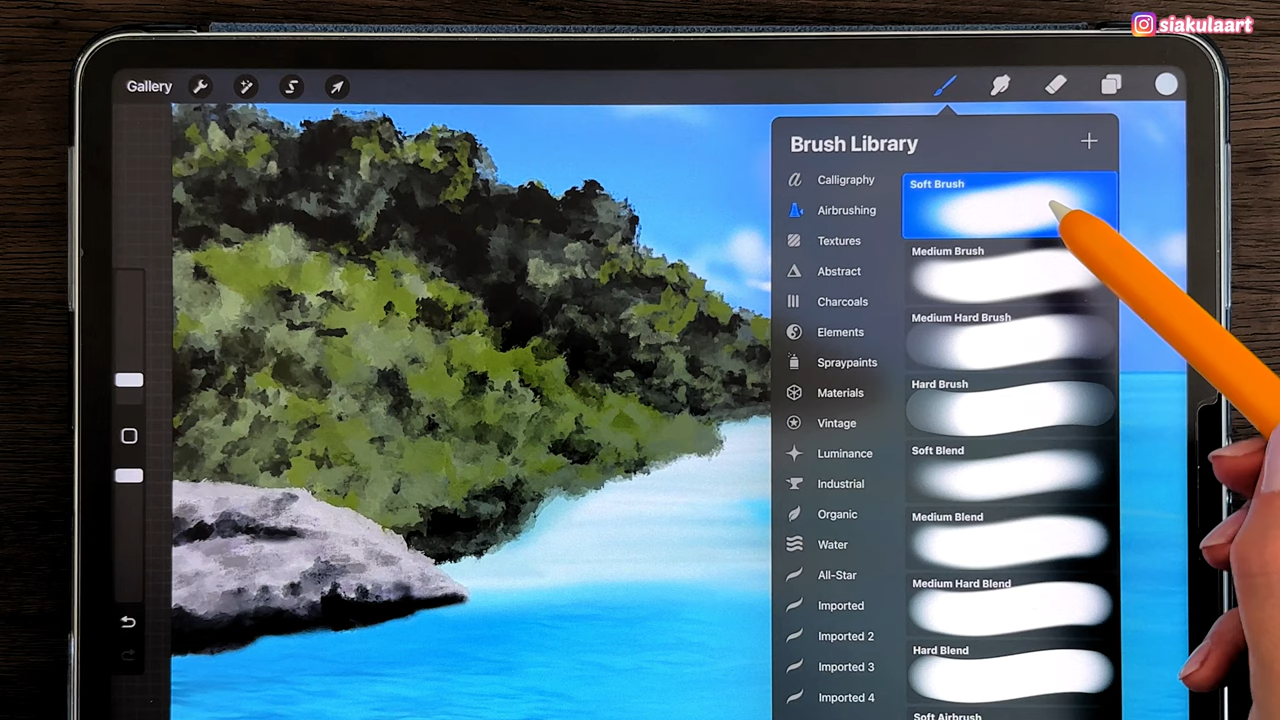 siakulaart
Gallery
Brush Library
Calligraphy
Airbrushing
Textures
Abstract
Charcoals
Elements
Spraypaints
Materials
Vintage
Luminance
Industrial
Organic
Water
All-Star
Imported
Imported 2
Imported 3
Imported 4
Soft Brush
Medium Brush
Medium Hard Brush
Hard Brush
Soft Blend
Medium Blend
Medium Hard Blend
Hard Blend
Soft Airbrush